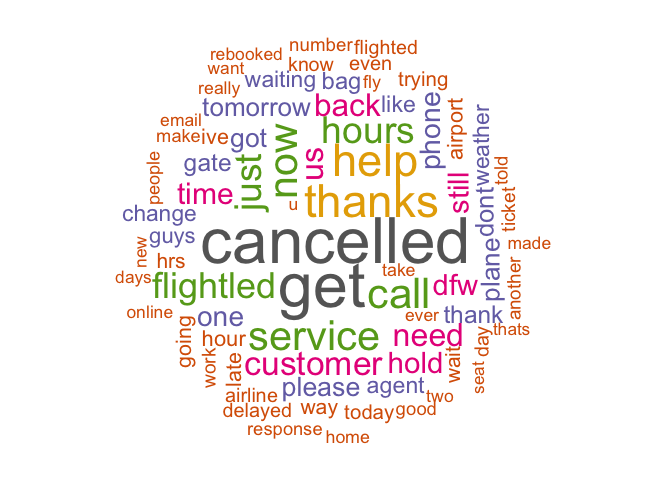 number flighted
rebooked
know even
want
waiting bag fly trying
really
tomorrow back like
email
make ive got
just now us hours help phone airport weather
people
gate
time
thanks
u
still dont told ticket
change
guys
cancelled
new
hrs
days
flightled get take call dfw plane another made
online
one
ever thank
thats
going
hour
service need
wait day
work
late
customer hold
seat
please agent
airline
two
delayed way today good
response
home